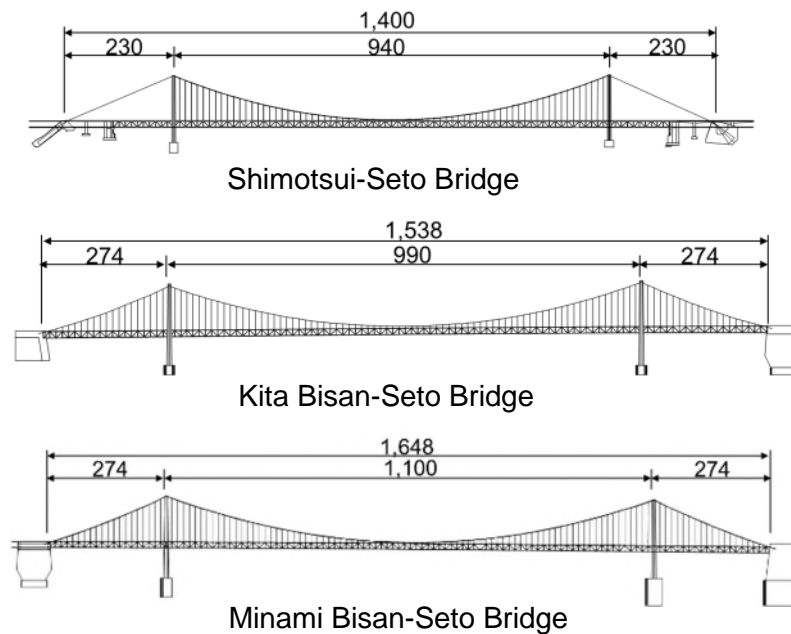 1,400
230 940 230
Shimotsui-Seto Bridge
1,538
274 990 274
Kita Bisan-Seto Bridge
1,648
274 1,100 274
Minami Bisan-Seto Bridge